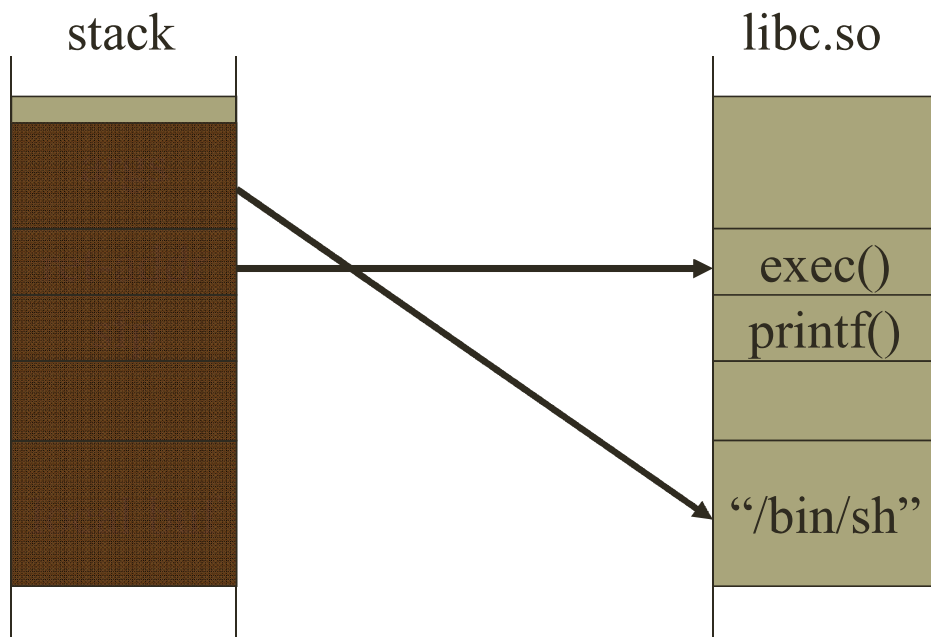 stack
libc.so
exec()
printf()
“/bin/sh”